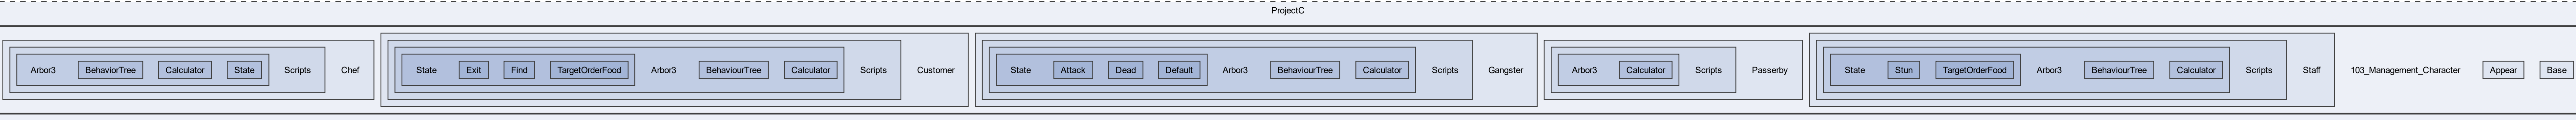 ProjectC
Arbor3 BehaviorTree Calculator State Scripts Chef State Exit Find TargetOrderFood Arbor3 BehaviourTree Calculator Scripts Customer State Attack Dead Default Arbor3 BehaviourTree Calculator Scripts Gangster Arbor3 Calculator Scripts Passerby State Stun TargetOrderFood Arbor3 BehaviourTree Calculator Scripts Staff 103_Management_Character Appear Base